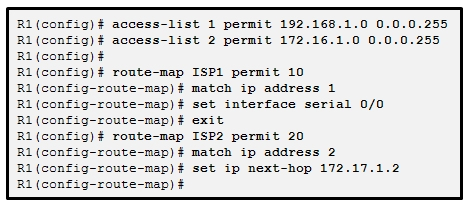 R1(config)# access-list 1 permit 192.168.1.0 0.0.0.255
R1(config)# access-list 2 permit 172.16.1.0 0.0.0.255
R1(config)#
R1(config)# route-map ISP1 permit 10
R1(config-route-map)# match ip address 1
R1(config-route-map)# set interface serial 0/0
R1(config-route-map)# exit
R1(config)# route-map ISP2 permit 20
R1(config-route-map)# match ip address 2
R1(config-route-map)# set ip next-hop 172.17.1.2
R1(config-route-map)#